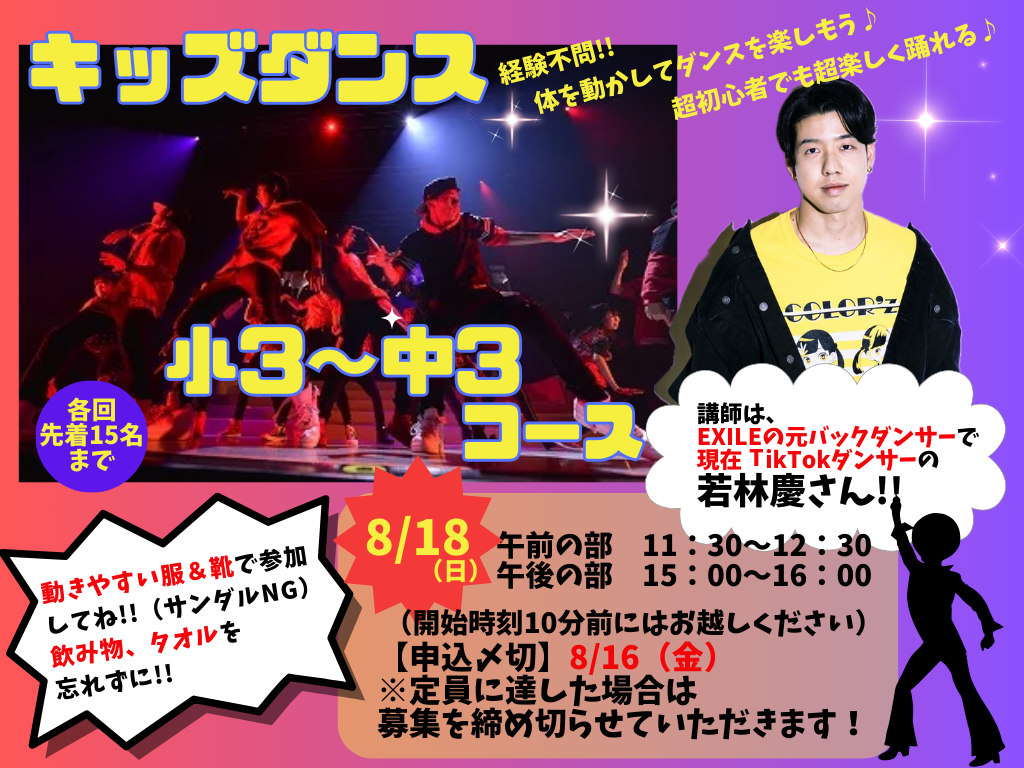 キッズダンス
経験不問!!
体を動かしてダンスを楽しもう♪
超初心者でも超楽しく踊れる♪
COLOR'z
小3～中3
コース
各回
先着15名
まで
講師は、
EXILEの元バックダンサーで
現在 TikTokダンサーの
若林慶さん!!
8/18
（日）
午前の部　11：30～12：30
午後の部　15：00～16：00
（開始時刻10分前にはお越しください）
【申込〆切】8/16（金）
※定員に達した場合は
募集を締め切らせていただきます！
動きやすい服＆靴で参加
してね!!（サンダルNG）
飲み物、タオルを
忘れずに!!